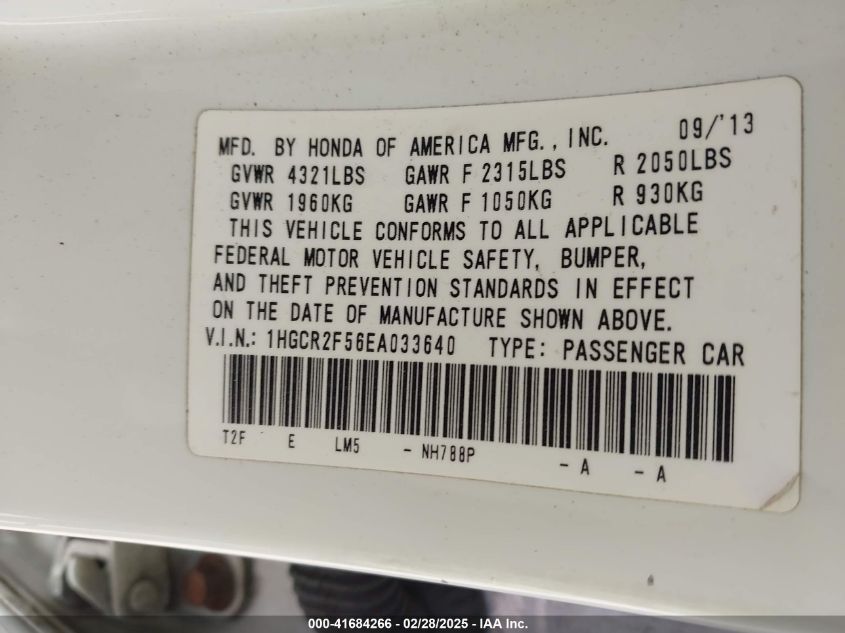 MFD. BY HONDA OF AMERICA MFG., INC. 09/'13
GVWR 4321LBS GAWR F 2315LBS R 2050LBS
GVWR 1960KG GAWR F 1050KG R 930KG
THIS VEHICLE CONFORMS TO ALL APPLICABLE
FEDERAL MOTOR VEHICLE SAFETY, BUMPER,
AND THEFT PREVENTION STANDARDS IN EFFECT
ON THE DATE OF MANUFACTURE SHOWN ABOVE.
V.I.N.: 1HGCR2F56EA033640 TYPE: PASSENGER CAR
T2F E LM5 - NH788P - A - A
000-41684266 - 02/28/2025 - IAA Inc.